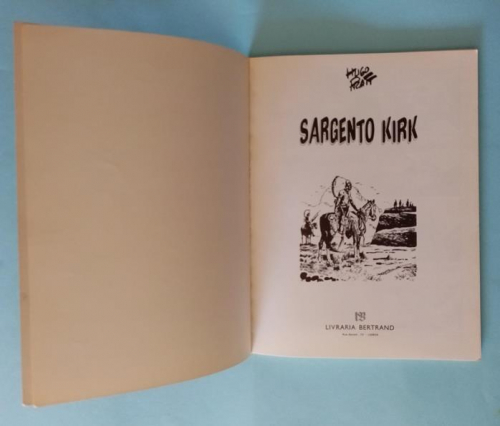 HUGO
PRATT
SARGENTO KIRK
LIVRARIA BERTRAND